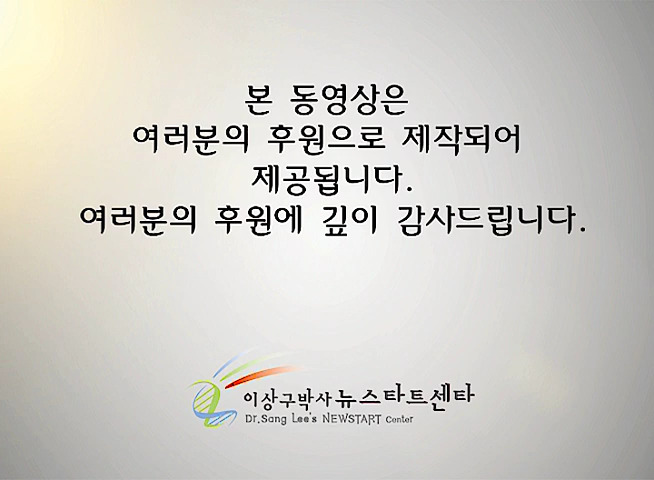 본 동영상은
여러분의 후원으로 제작되어
제공됩니다.
여러분의 후원에 깊이 감사드립니다.
이상구박사 뉴스타트센타
Dr.Sang Lee's NEWSTART Center